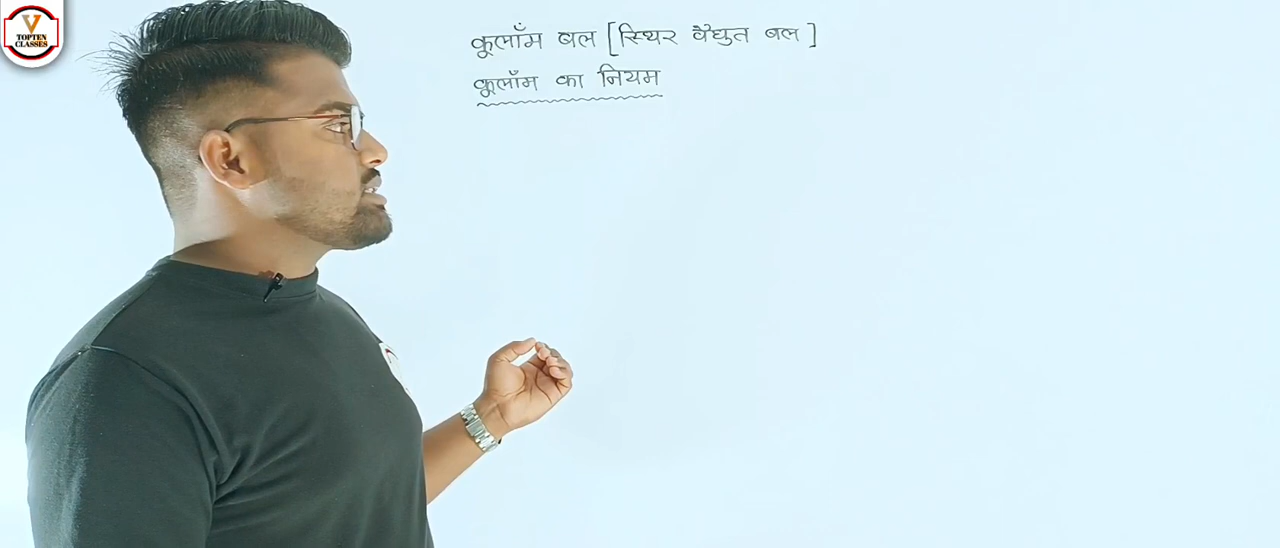 V
TOPTEN
CLASSES
कूलाँम बल [स्थिर वैद्युत बल]
कूलाँम का नियम